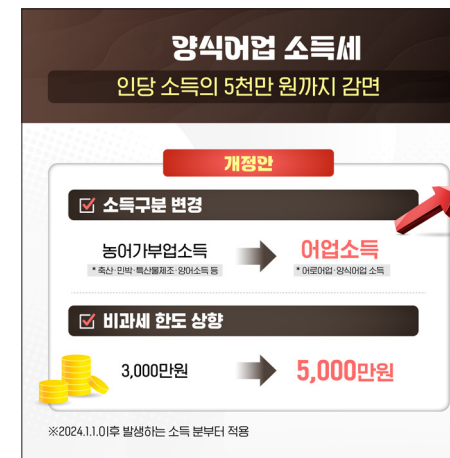 양식어업 소득세
인당 소득의 5천만 원까지 감면
개정안
소득구분 변경
농어가부업소득
어업소득
* 축산·민박·특산물제조·양어소득 등
* 어로어업·양식어업 소득
비과세 한도 상향
3,000만원
5,000만원
※2024.1.1.이후 발생하는 소득 분부터 적용